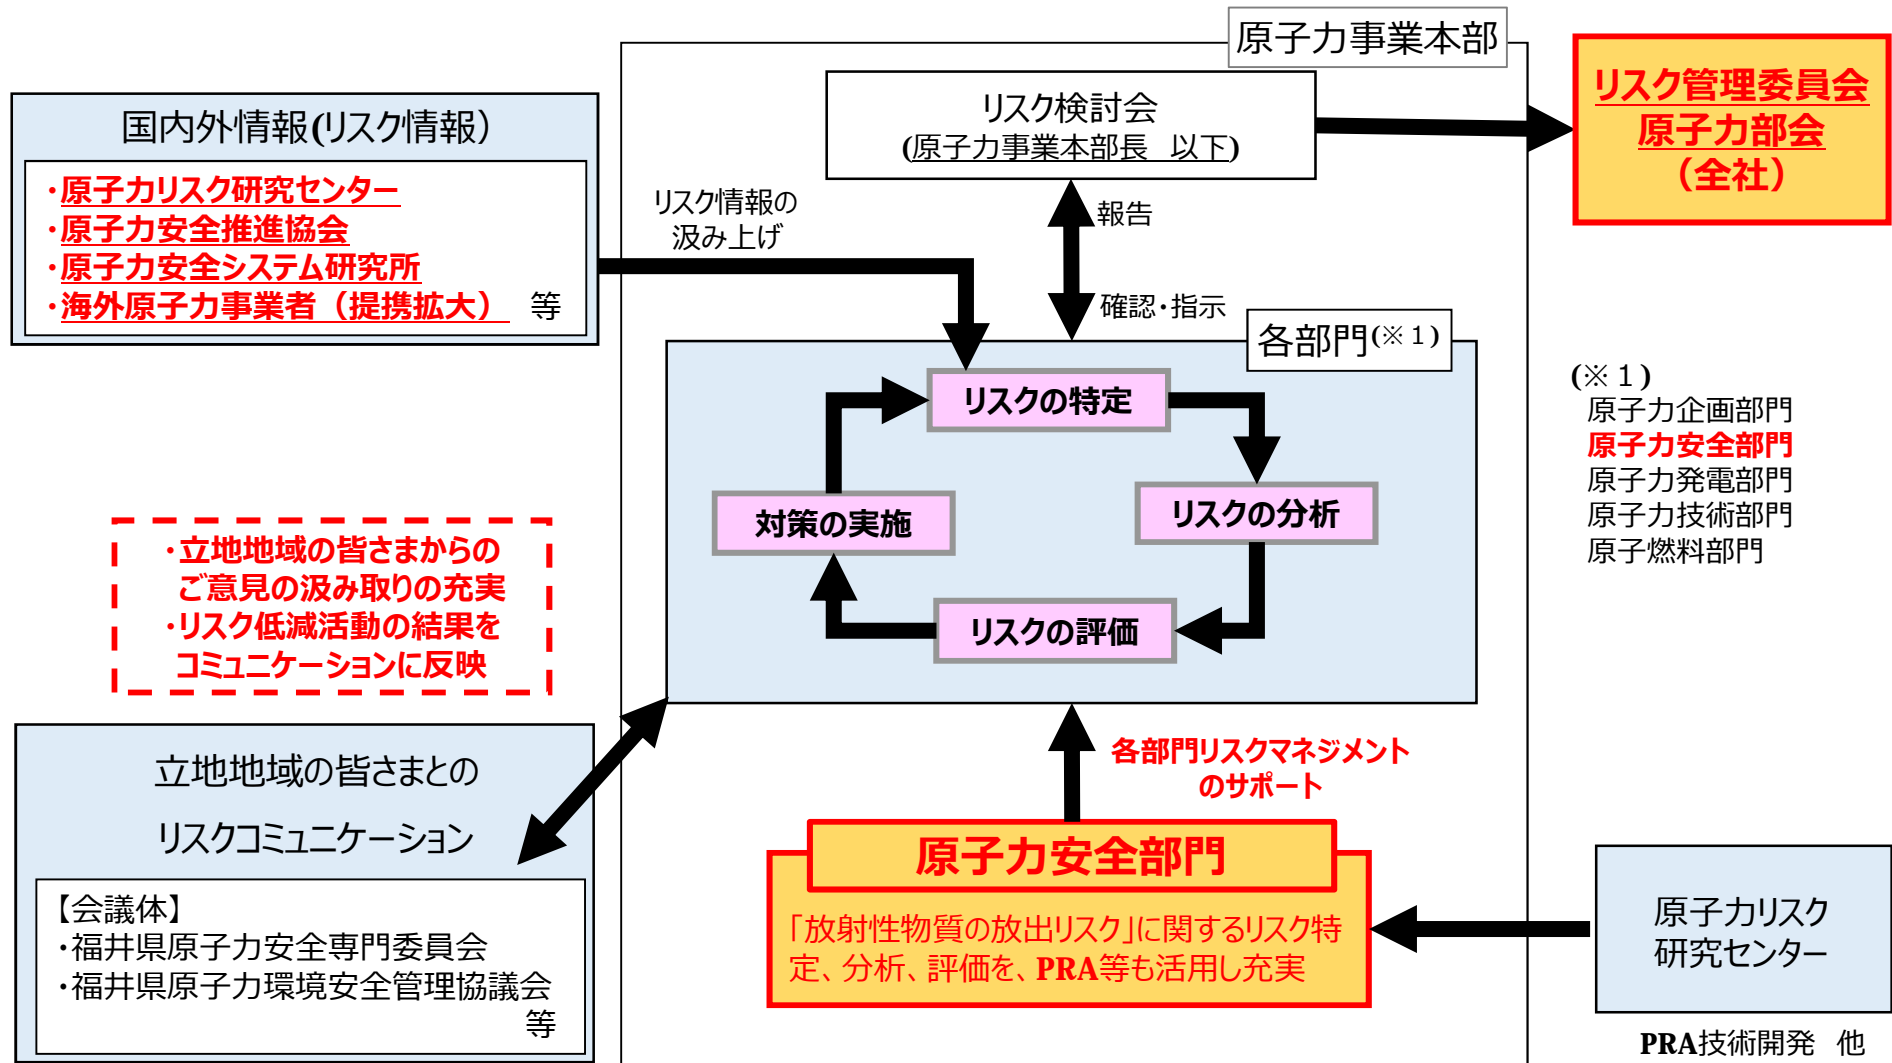 原子力事業本部
リスク検討会
(原子力事業本部長 以下)
リスク管理委員会
原子力部会
（全社）
国内外情報(リスク情報）
・原子力リスク研究センター
・原子力安全推進協会
・原子力安全システム研究所
・海外原子力事業者（提携拡大） 等
リスク情報の
汲み上げ
報告
確認・指示
各部門(※１)
リスクの特定
リスクの分析
リスクの評価
対策の実施
(※１)
原子力企画部門
原子力安全部門
原子力発電部門
原子力技術部門
原子燃料部門
・立地地域の皆さまからの
ご意見の汲み取りの充実
・リスク低減活動の結果を
コミュニケーションに反映
立地地域の皆さまとの
リスクコミュニケーション
【会議体】
・福井県原子力安全専門委員会
・福井県原子力環境安全管理協議会
等
各部門リスクマネジメント
のサポート
原子力安全部門
「放射性物質の放出リスク」に関するリスク特
定、分析、評価を、PRA等も活用し充実
原子力リスク
研究センター
PRA技術開発 他